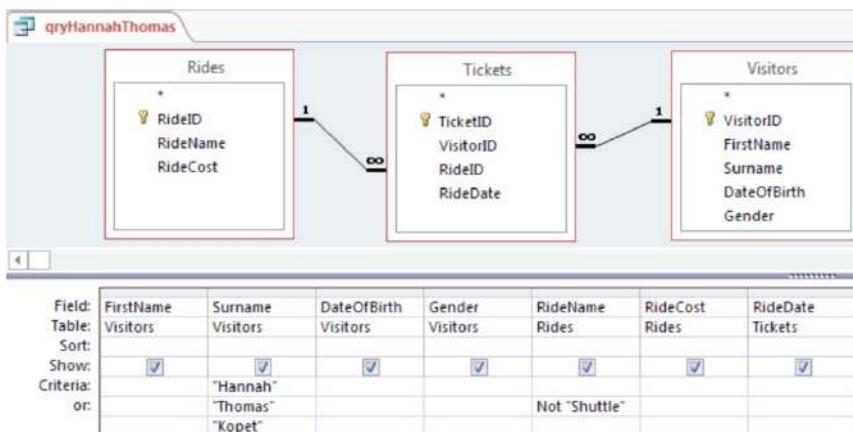 qryHannahThomas
Rides
*
RideID
RideName
RideCost
1
∞
Tickets
*
TicketID
VisitorID
RideID
RideDate
∞
1
Visitors
*
VisitorID
FirstName
Surname
DateOfBirth
Gender
Field: FirstName Surname DateOfBirth Gender RideName RideCost RideDate
Table: Visitors Visitors Visitors Visitors Rides Rides Tickets
Sort:
Show:
Criteria: "Hannah"
or: "Thomas" Not "Shuttle"
"Kopet"